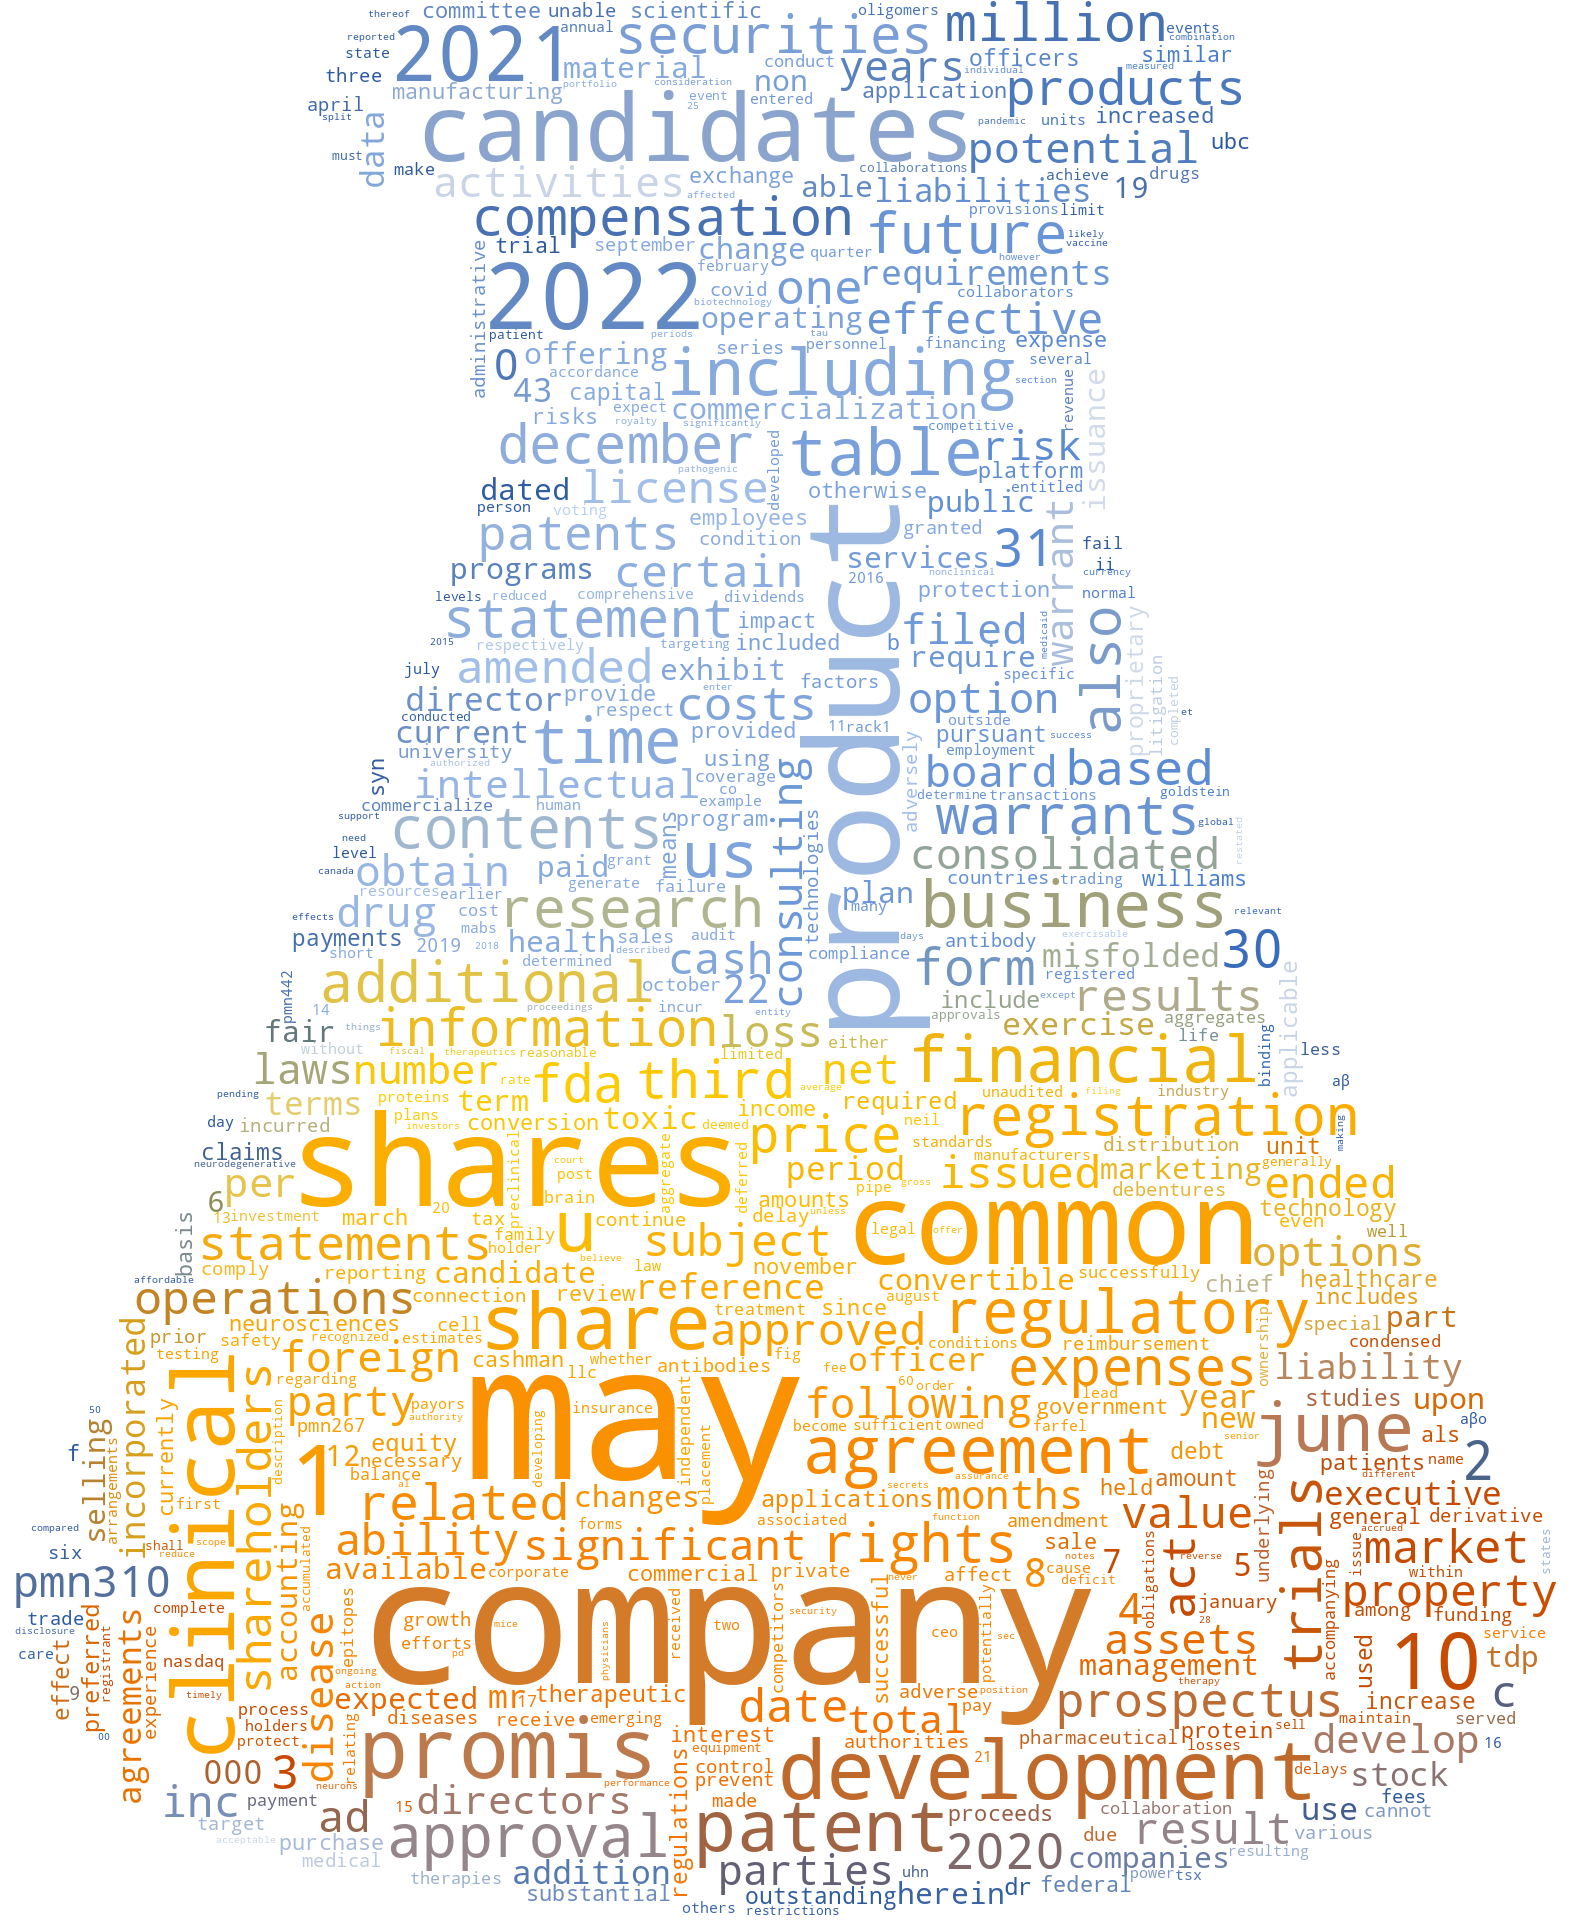 thereof committee unable scientific oligomers million events
reported 2021 annual securities combination
state material conduct years officers similar
three manufacturing portfolio consideration non individual application products measured
april split candidates event 25 entered pandemic units increased
data must make collaborations potential ubc
activities exchange able achieve drugs
affected liabilities 19
compensation provisions limit
trial september change quarter future likely vaccine
administrative 2022 february however requirements
covid one collaborators
biotechnology operating effective
patient periods tau personnel financing expense
0 offering series including several
accordance section
43 capital commercialization revenue issuance
risks expect royalty significantly competitive
december developed table risk
pathogenic platform
dated license otherwise entitled
person voting employees public
patents condition granted 31 warrant fail
services ii
programs certain 2016 nonclinical currency
levels reduced comprehensive dividends protection normal
statement impact product filed
2015 respectively targeting included b medicaid also
july amended exhibit require proprietary
director provide enter factors specific litigation completed
conducted respect costs option et
current time provided 11 rack1 outside
university using pursuant success
authorized employment
syn intellectual coverage consulting adversely board based
commercialize human co example determine transactions goldstein
support contents means program technologies warrants global
need us consolidated restated
level paid grant
canada obtain generate failure plan countries trading williams
resources earlier many
effects drug cost research business relevant
payments mabs
2019 2018 health sales audit days antibody exercisable
short described compliance misfolded 30
determined cash form registered
pmn442 additional october 22 results applicable
14 proceedings incur entity include except
fair things information loss approvals exercise aggregates
without fiscal therapeutics reasonable limited either life binding less
laws number rate fda third net financial
average aβ
pending terms proteins term income required unaudited filing industry
day incurred plans investors conversion toxic deemed price neil registration making
claims shares court standards distribution unit
neurodegenerative preclinical post aggregate deferred period manufacturers generally
6 per brain amounts pipe gross issued marketing ended
13 investment march 20 tax u continue delay unless debentures technology
basis statements family subject legal offer common even well
holder believe law november options
affordable comply reporting candidate convertible successfully chief healthcare
operations connection review reference august includes
neurosciences cell share treatment since regulatory special part
incorporated prior safety recognized estimates approved conditions reimbursement ownership condensed
testing foreign cashman whether antibodies fig officer
clinical regarding llc fee expenses liability
50 shareholders party payors insurance 60 order lead year studies upon
authority may following government
f selling arrangements currently description pmn267 independent become sufficient owned farfel new june aβo
1 12 equity developing senior als
necessary agreement debt patients name 2
balance al placement assurance different
first related changes secrets held amount executive
applications months
compared scope accounting forms associated function amendment value underlying general derivative
six shall reduce accumulated ability significant rights sale trials accrued states
pmn310 available corporate commercial private never affect 8 notes cause 7 act reverse 5 issue market
deficit obligations within
trade complete epitopes company 4 january property
disclosure preferred growth mice received two security successful ceo potentially 28 among funding
care effect registrant agreements experience nasdaq disease efforts pd physicians competitors sec assets accompanying used 10 service
ongoing management tdp
9 timely action expected mr 17 therapeutic adverse position therapy
process diseases receive emerging date pay prospectus increase c
00 holders relating interest total maintain served
protect promis equipment authorities pharmaceutical protein sell
losses develop 16
000 3 neurons performance control 21 development delays stock
regulations prevent
inc payment 15 directors made proceeds collaboration fees
ad patent use cannot
target approval due result various
acceptable purchase 2020 resulting
medical parties companies
therapies addition uhn power tsx
substantial outstanding herein dr federal
others restrictions